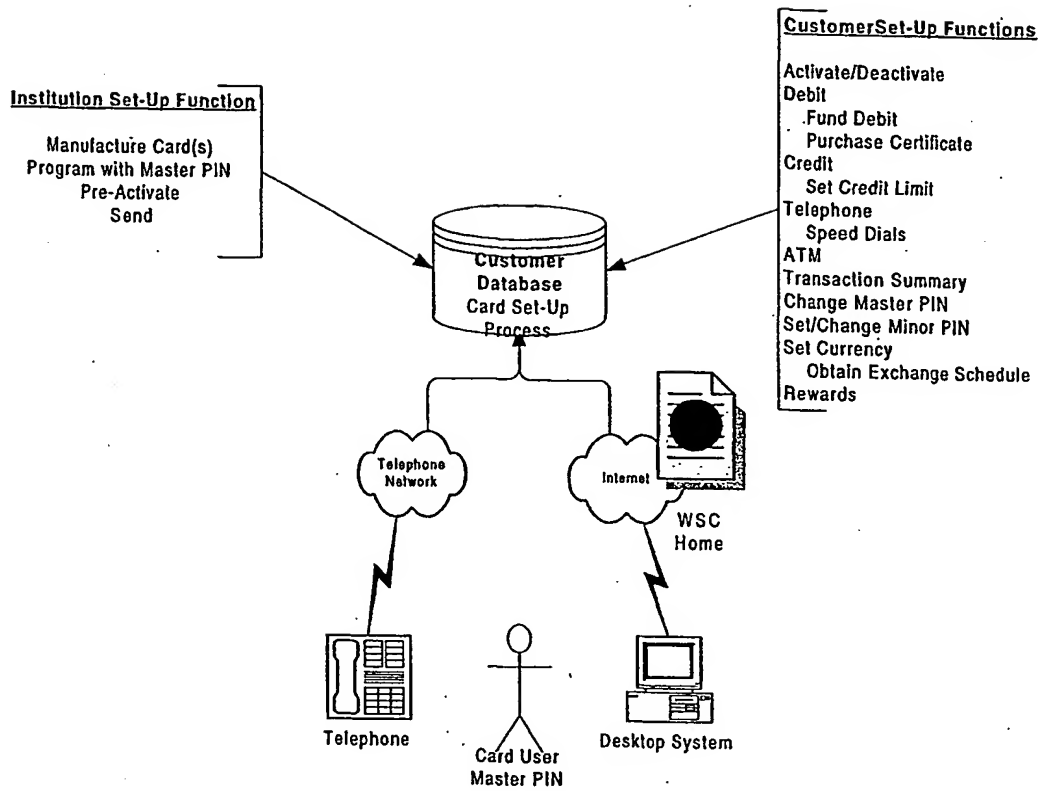 CustomerSet-Up Functions
Activate/Deactivate
Debit
Fund Debit
Purchase Certificate
Credit
Set Credit Limit
Telephone
Speed Dials
ATM
Transaction Summary
Change Master PIN
Set/Change Minor PIN
Set Currency
Obtain Exchange Schedule
Rewards
Institution Set-Up Function
Manufacture Card(s)
Program with Master PIN
Pre-Activate
Send
Customer
Database
Card Set-Up
Process
Telephone
Network
Internet
WSC
Home
Telephone
Card User
Master PIN
Desktop System